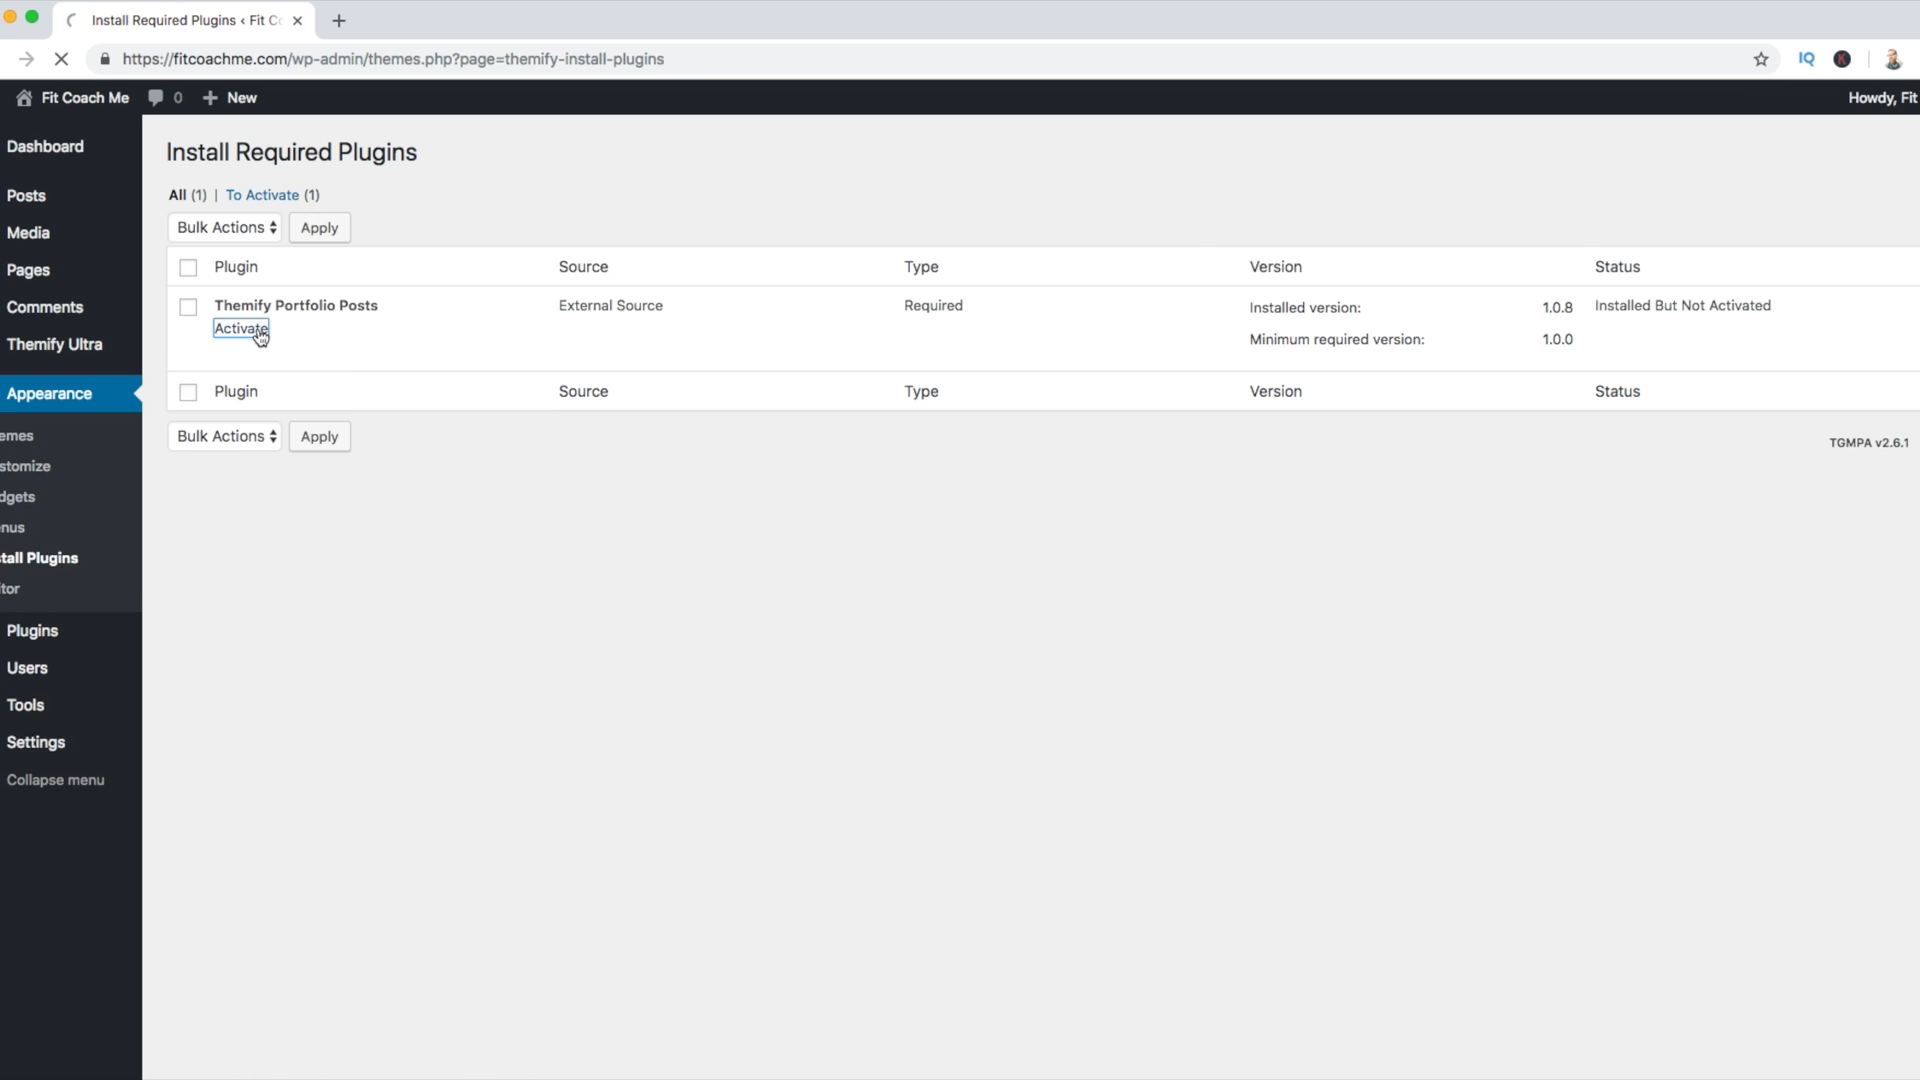 Install Required Plugins ‹ Fit Co
https://fitcoachme.com/wp-admin/themes.php?page=themify-install-plugins
IQ
K
Fit Coach Me 0 New
Howdy, Fit
Dashboard
Posts
Media
Pages
Comments
Themify Ultra
Appearance
emes
stomize
dgets
nus
tall Plugins
tor
Plugins
Users
Tools
Settings
Collapse menu
Install Required Plugins
All (1) | To Activate (1)
Bulk Actions Apply
Plugin Source Type Version Status
Themify Portfolio Posts External Source Required Installed version: 1.0.8 Installed But Not Activated
Activate Minimum required version: 1.0.0
Plugin Source Type Version Status
Bulk Actions Apply
TGMPA v2.6.1